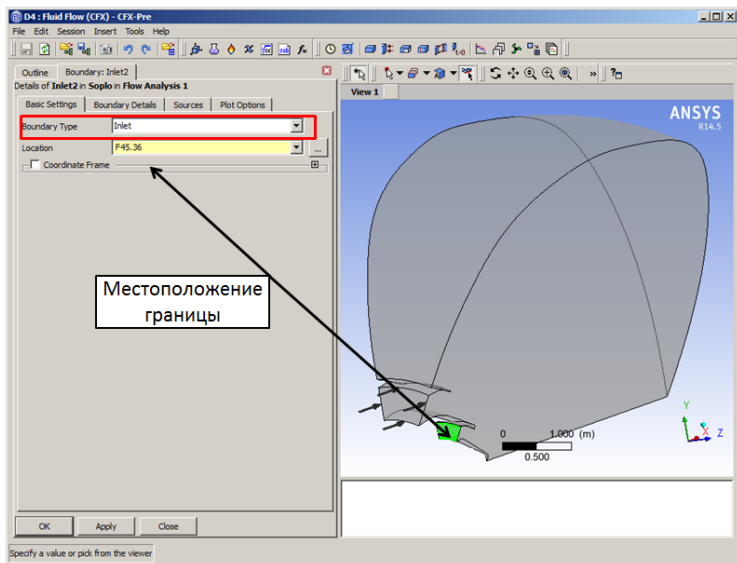 D4 : Fluid Flow (CFX) - CFX-Pre
File Edit Session Insert Tools Help
Outline Boundary: Inlet2
Details of Inlet2 in Soplo in Flow Analysis 1
Basic Settings Boundary Details Sources Plot Options
Boundary Type Inlet
Location F45.36 ...
Coordinate Frame
Местоположение
границы
View 1
ANSYS
R14.5
0 1.000 (m)
0.500
Y
X Z
OK Apply Close
Specify a value or pick from the viewer